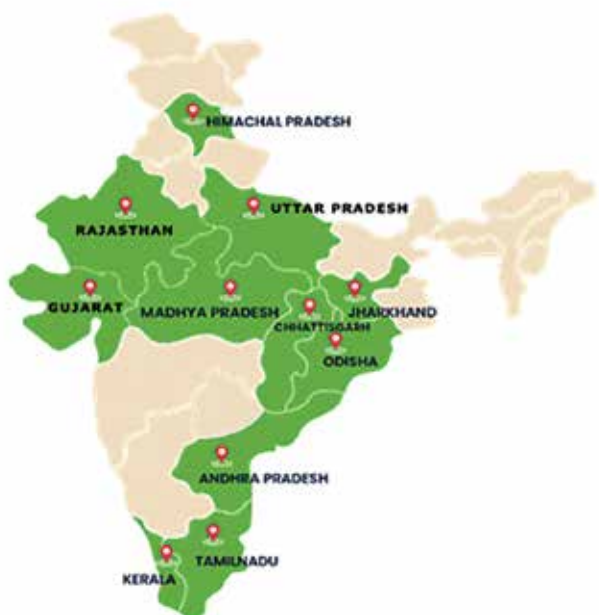 HIMACHAL PRADESH
UTTAR PRADESH
RAJASTHAN
GUJARAT
MADHYA PRADESH
JHARKHAND
CHHATTISGARH
ODISHA
ANDHRA PRADESH
TAMILNADU
KERALA